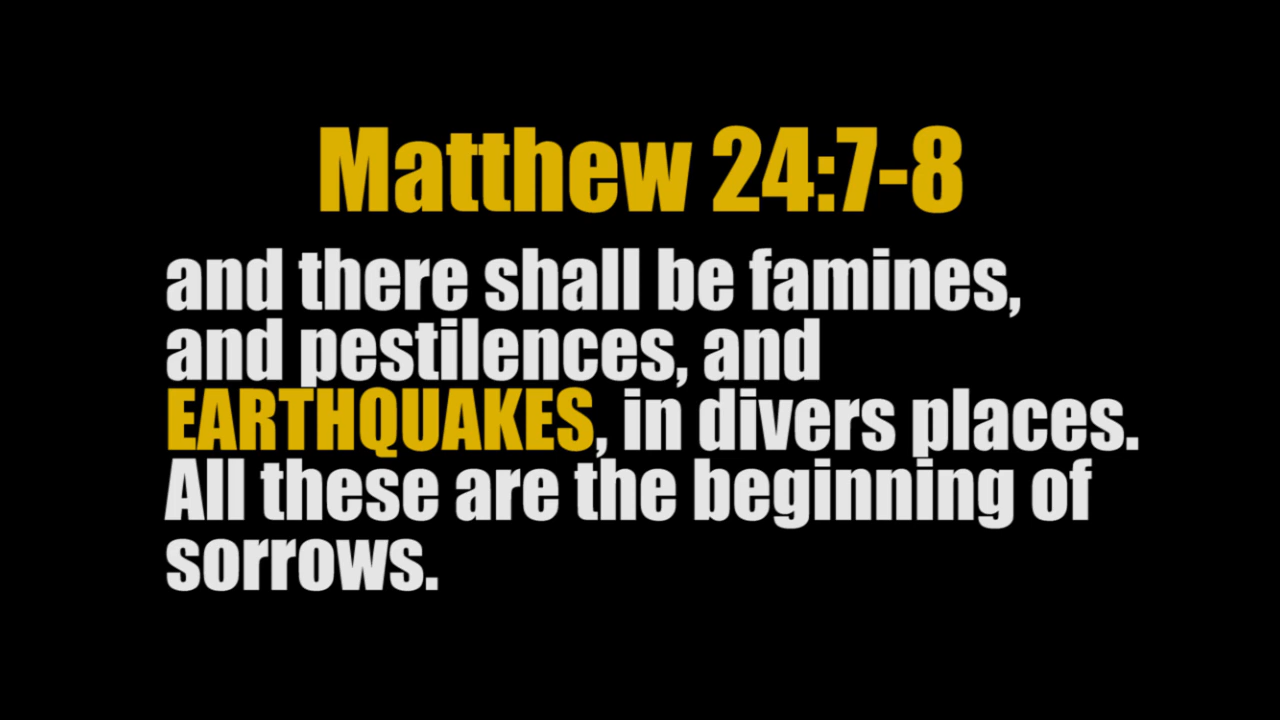 Matthew 24:7-8
and there shall be famines,
and pestilences, and
EARTHQUAKES, in divers places.
All these are the beginning of
sorrows.